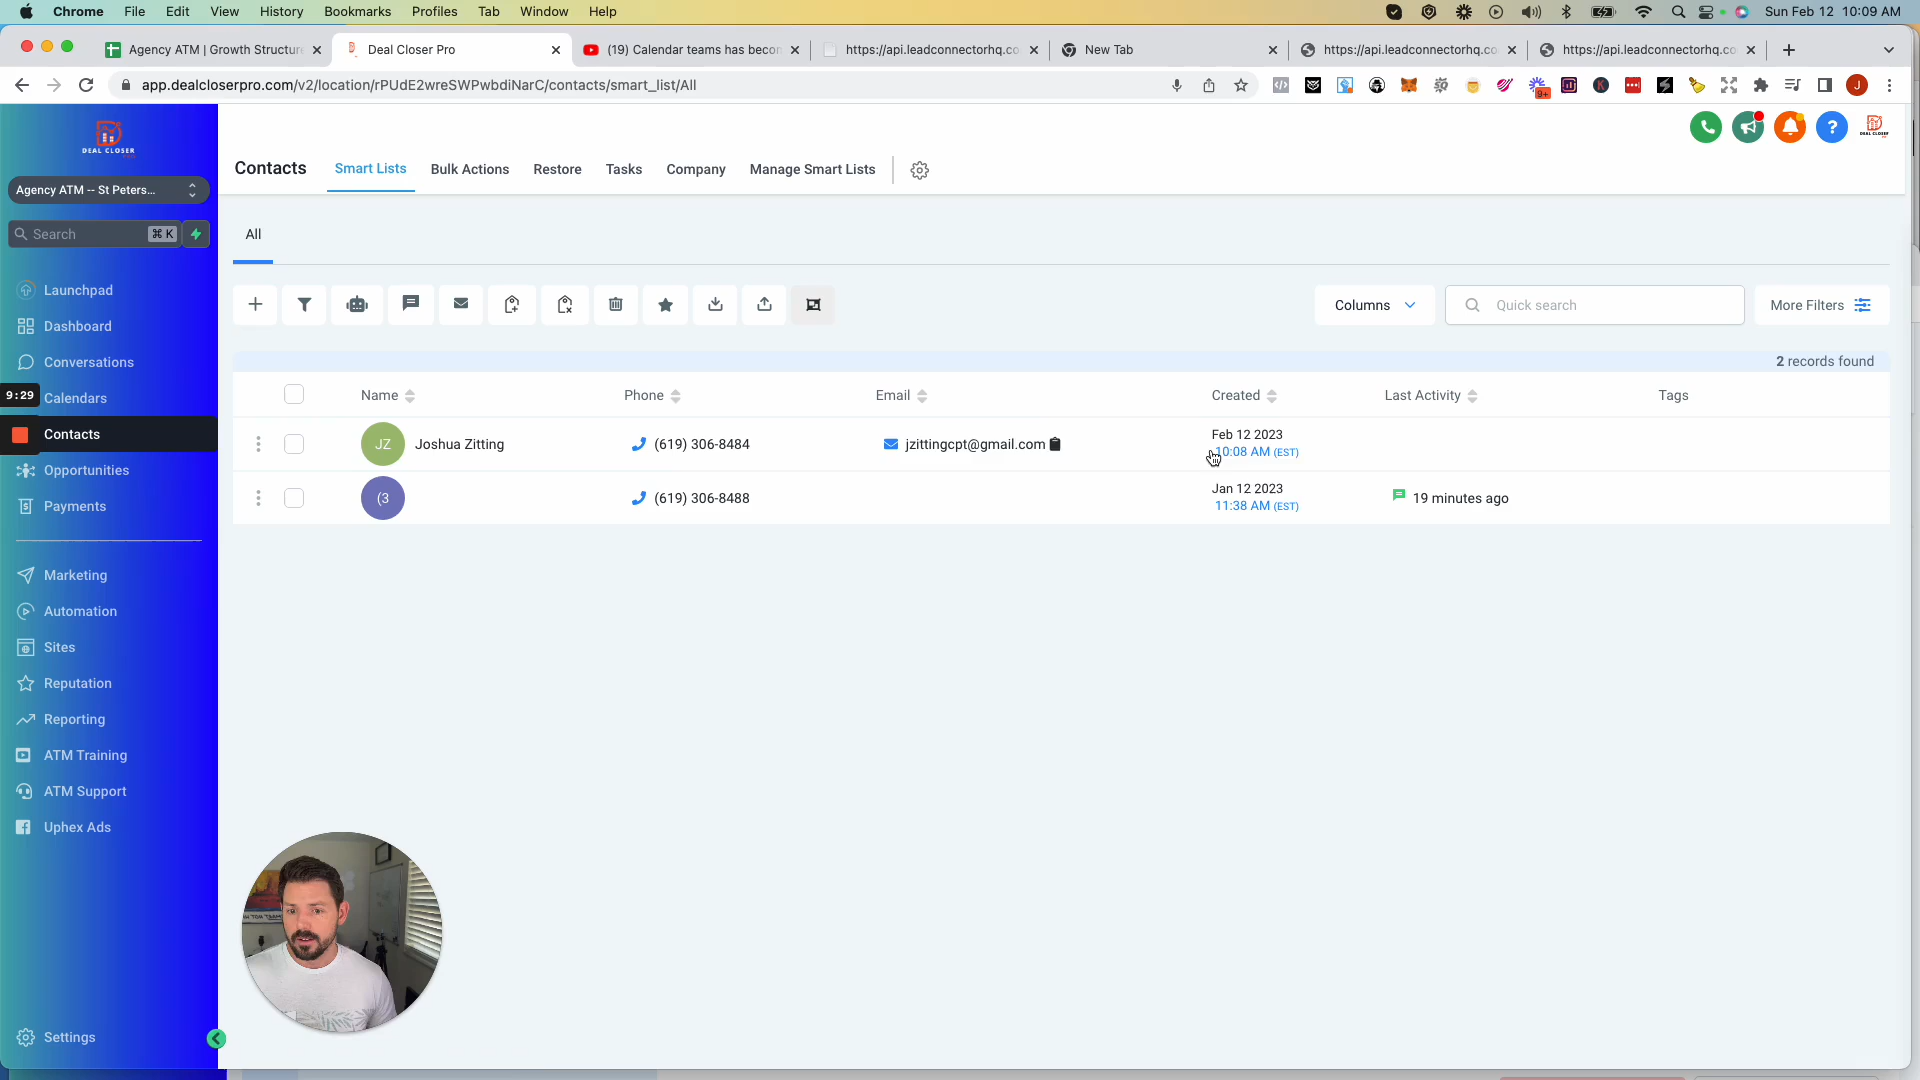 Chrome File Edit View History Bookmarks Profiles Tab Window Help Sun Feb 12 10:09 AM
Agency ATM | Growth Structure Deal Closer Pro (19) Calendar teams has becom https://api.leadconnectorhq.co New Tab https://api.leadconnectorhq.co https://api.leadconnectorhq.co
app.dealcloserpro.com/v2/location/rPUdE2wreSWPwbdiNarC/contacts/smart_list/All 9+ J
DEAL CLOSER
Contacts Smart Lists Bulk Actions Restore Tasks Company Manage Smart Lists
DEAL CLOSER
Agency ATM -- St Peters...
Search ⌘ K
All
Launchpad
Dashboard
Conversations
9:29 Calendars
Contacts
Opportunities
Payments
Marketing
Automation
Sites
Reputation
Reporting
ATM Training
ATM Support
Uphex Ads
Settings
Columns Quick search More Filters
2 records found
Name Phone Email Created Last Activity Tags
JZ Joshua Zitting (619) 306-8484 jzittingcpt@gmail.com Feb 12 2023
10:08 AM (EST)
(3 (619) 306-8488 Jan 12 2023
11:38 AM (EST) 19 minutes ago